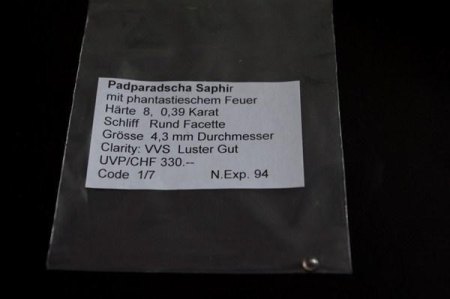 Padparadscha Saphir
mit phantastieschem Feuer
Härte 8, 0,39 Karat
Schliff Rund Facette
Grösse 4,3 mm Durchmesser
Clarity: VVS Luster Gut
UVP/CHF 330.--
Code 1/7 N.Exp. 94